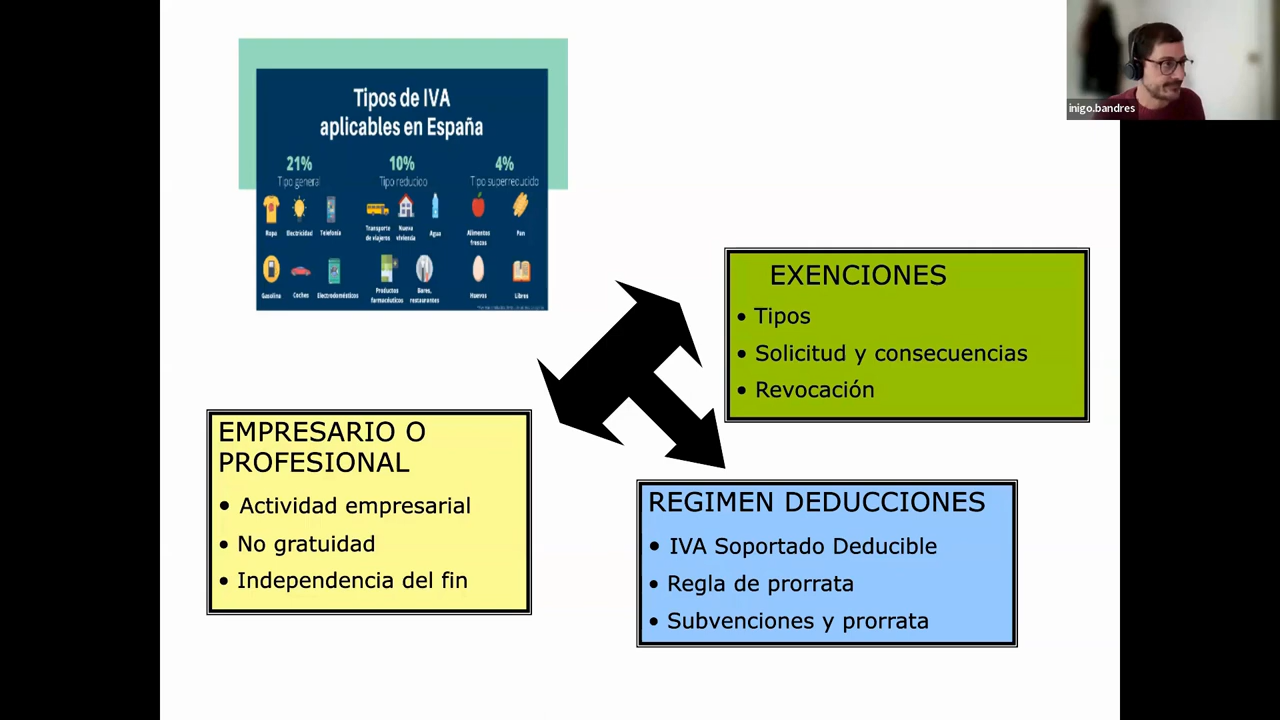 Tipos de IVA
aplicables en España
21%
10%
4%
Tipo general
Tipo reducido
Tipo superreducido
Ropa
Electricidad
Telefonía
Transporte
de viajeros
Nueva
vivienda
Agua
Alimentos
frescos
Pan
Gasolina
Coches
Electrodomésticos
Productos
farmacéuticos
Bares,
restaurantes
Huevos
Libros
inigo.bandres
EXENCIONES
• Tipos
• Solicitud y consecuencias
• Revocación
EMPRESARIO O
PROFESIONAL
• Actividad empresarial
• No gratuidad
• Independencia del fin
REGIMEN DEDUCCIONES
• IVA Soportado Deducible
• Regla de prorrata
• Subvenciones y prorrata